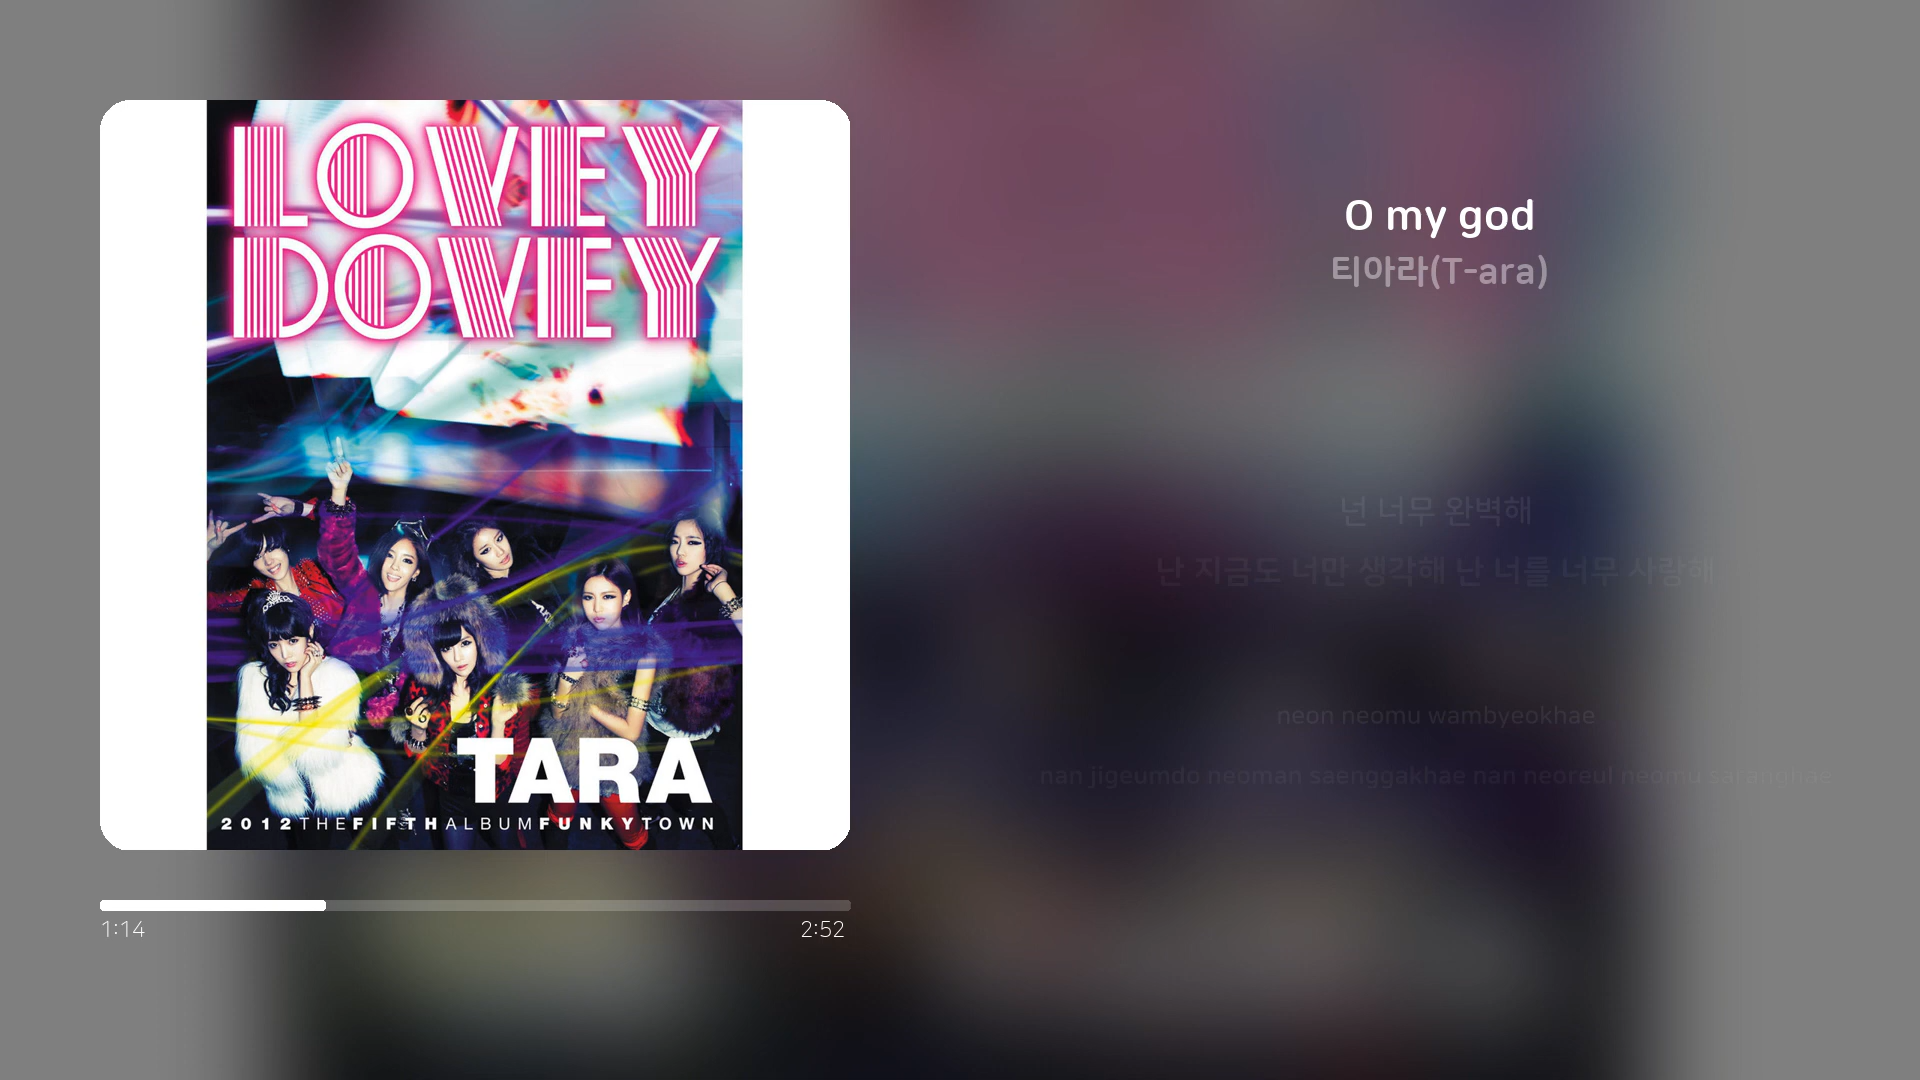 LOVEY
DOVEY
TARA
2012THEFIFTHALBUMFUNKYTOWN
1:14
2:52
O my god
티아라(T-ara)
넌 너무 완벽해
난 지금도 너만 생각해 난 너를 너무 사랑해
neon neomu wambyeokhae
nan jigeumdo neoman saenggakhae nan neoreul neomu saranghae